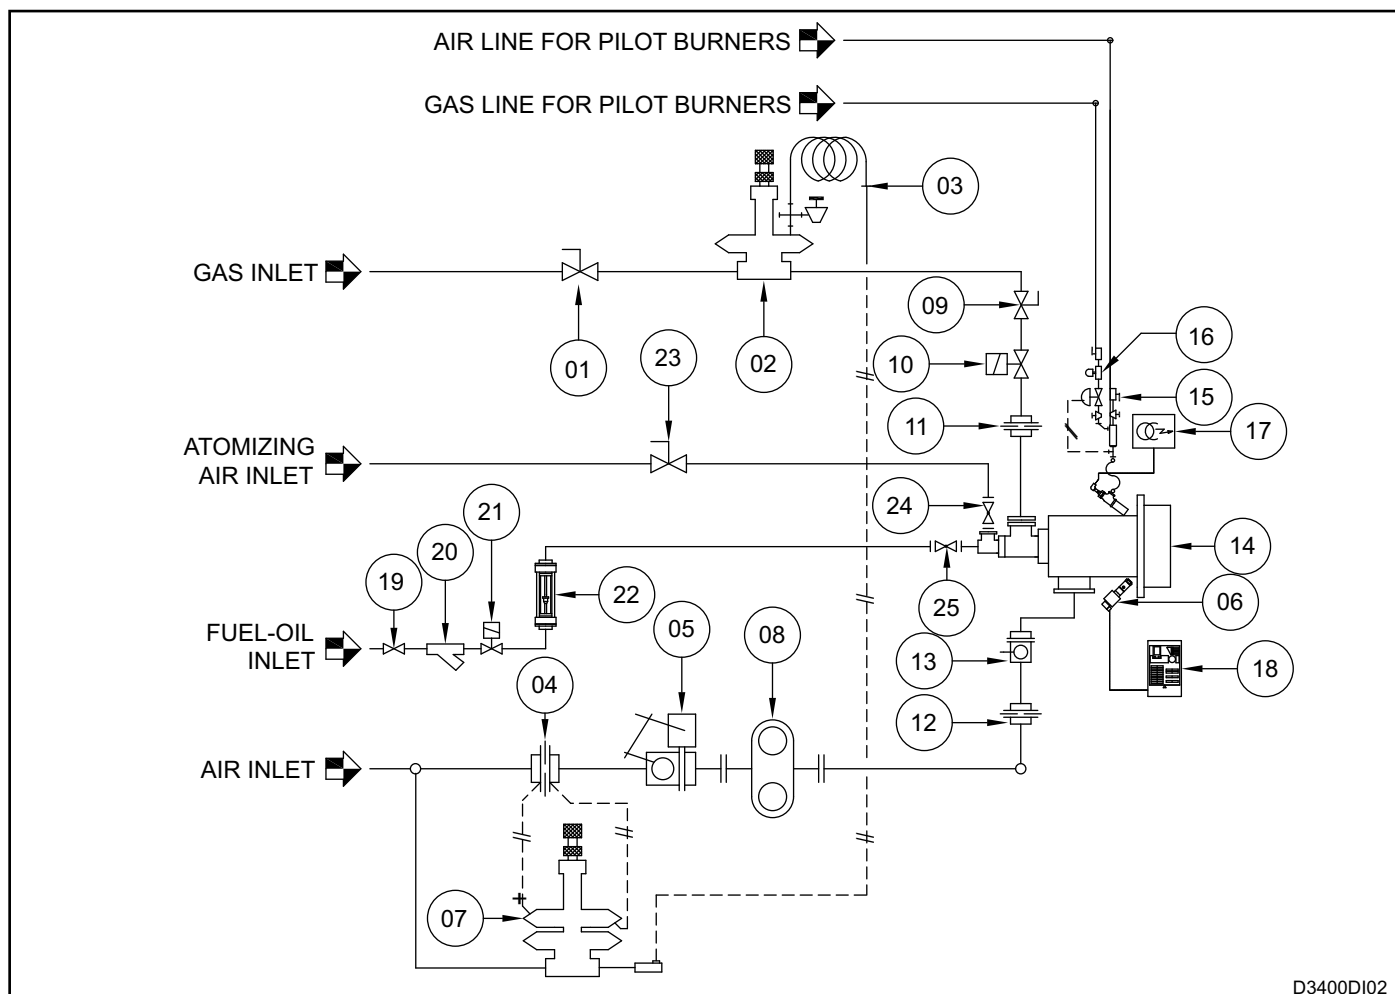 AIR LINE FOR PILOT BURNERS
GAS LINE FOR PILOT BURNERS
03
GAS INLET
09
16
01
23
02
10
15
11
17
ATOMIZING
AIR INLET
21
24
20
14
19
22
25
06
05
08
FUEL-OIL
INLET
13
18
04
12
AIR INLET
07
D3400DI02